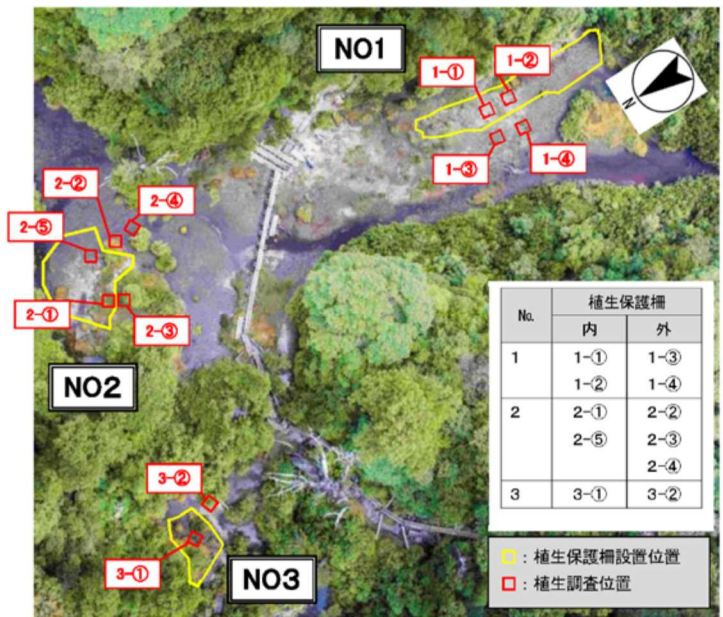 NO1
1-①
1-②
N
1-③
1-④
2-②
2-④
2-⑤
2-①
2-③
NO2
3-②
3-①
NO3
No. 植生保護柵
内 外
1 1-① 1-③
1-② 1-④
2 2-① 2-②
2-⑤ 2-③
2-④
3 3-① 3-②
：植生保護柵設置位置
：植生調査位置